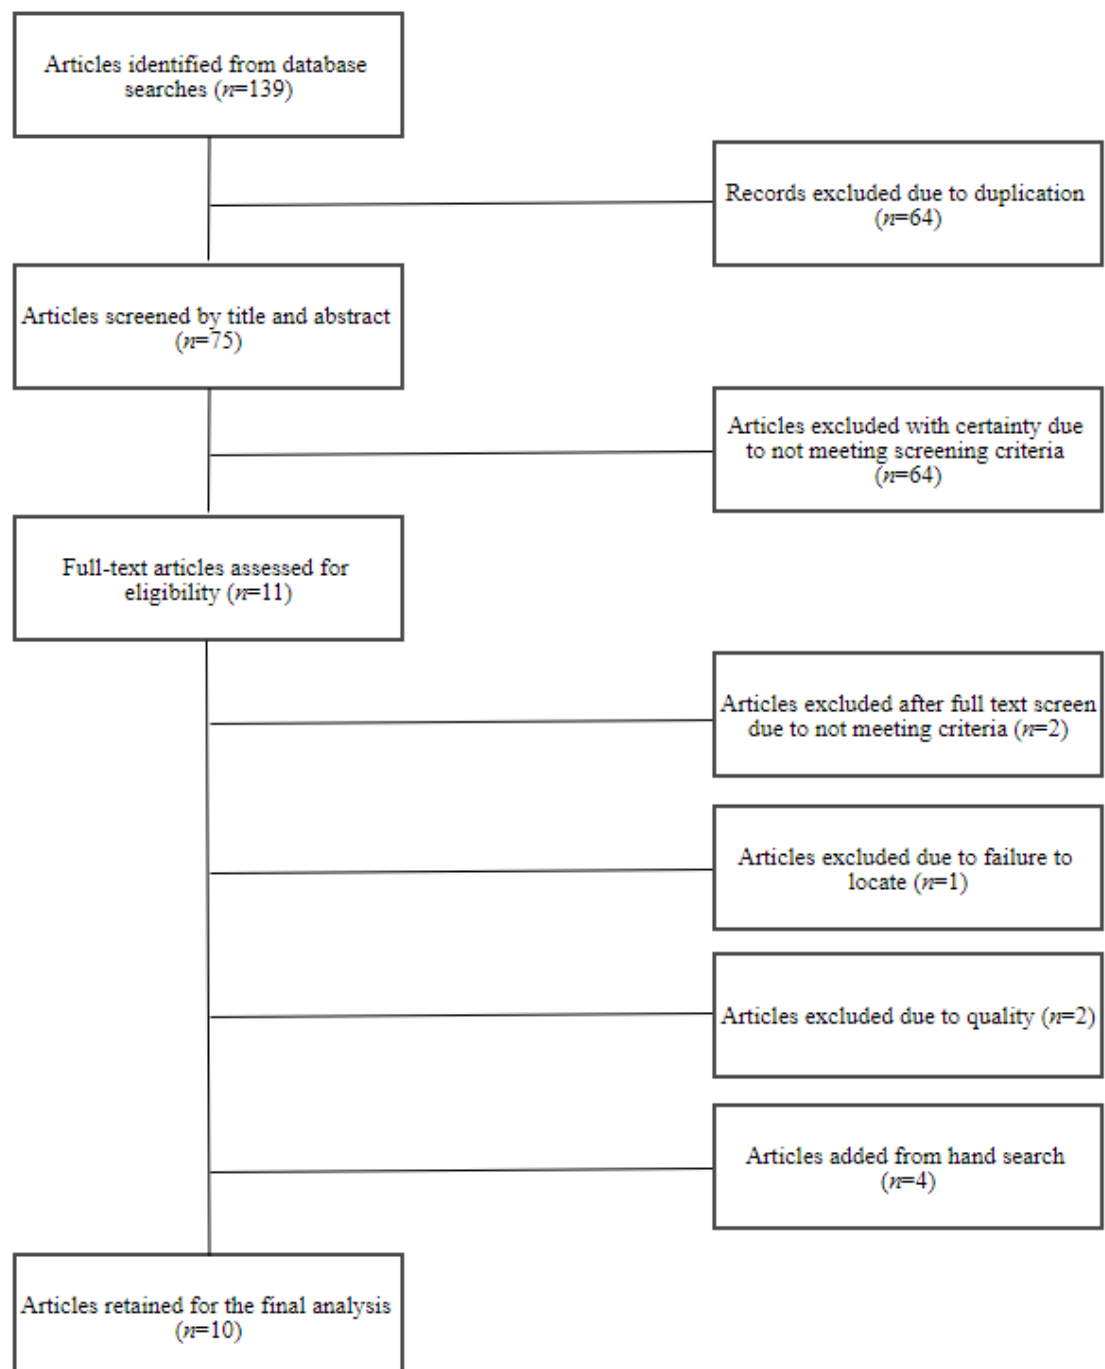 Articles identified from database
searches (n=139)
Records excluded due to duplication
(n=64)
Articles screened by title and abstract
(n=75)
Articles excluded with certainty due
to not meeting screening criteria
(n=64)
Full-text articles assessed for
eligibility (n=11)
Articles excluded after full text screen
due to not meeting criteria (n=2)
Articles excluded due to failure to
locate (n=1)
Articles excluded due to quality (n=2)
Articles added from hand search
(n=4)
Articles retained for the final analysis
(n=10)